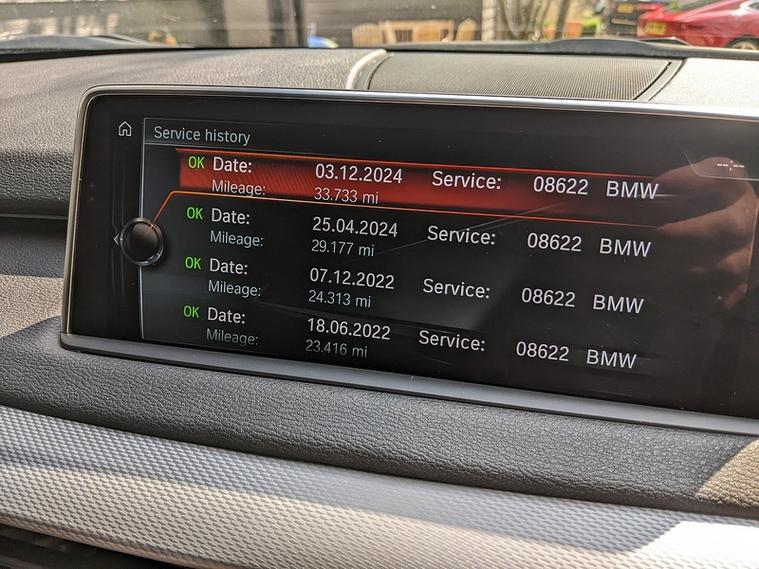 Service history
OK Date: 03.12.2024 Service: 08622 BMW
Mileage: 33.733 mi
OK Date: 25.04.2024 Service: 08622 BMW
Mileage: 29.177 mi
OK Date: 07.12.2022 Service: 08622 BMW
Mileage: 24.313 mi
OK Date: 18.06.2022 Service: 08622 BMW
Mileage: 23.416 mi